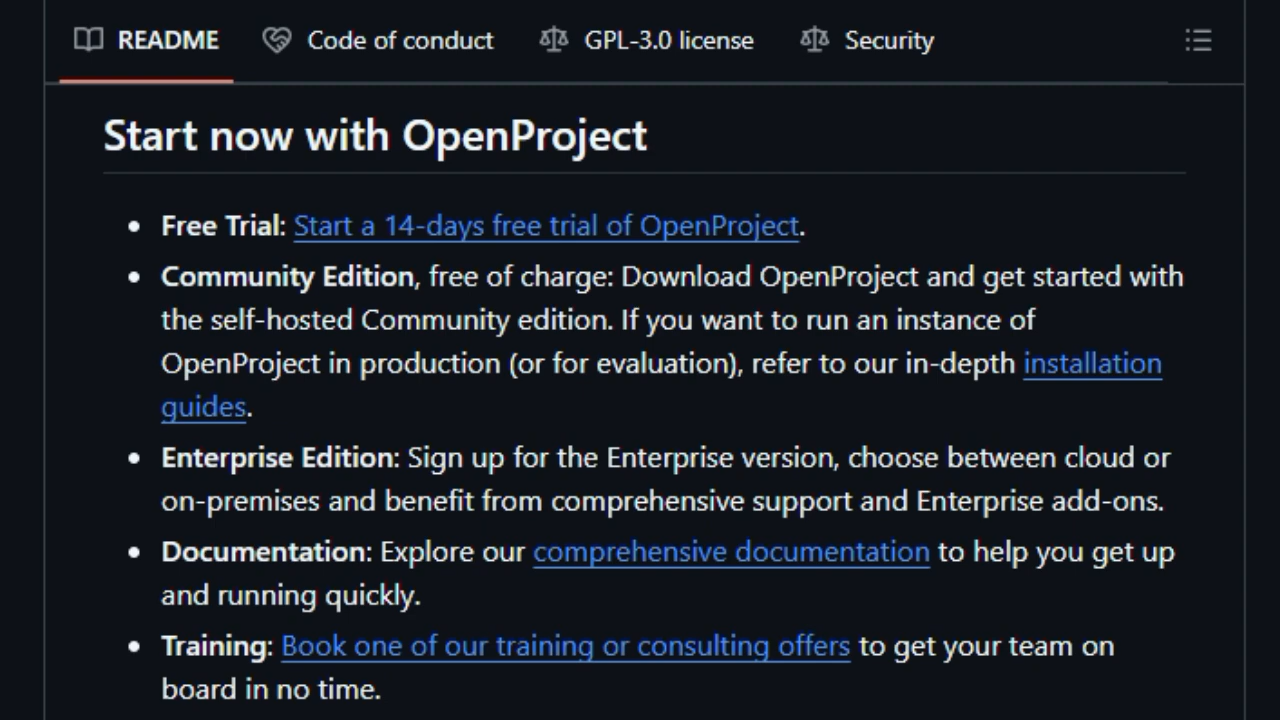 README Code of conduct GPL-3.0 license Security
Start now with OpenProject
Free Trial: Start a 14-days free trial of OpenProject.
Community Edition, free of charge: Download OpenProject and get started with
the self-hosted Community edition. If you want to run an instance of
OpenProject in production (or for evaluation), refer to our in-depth installation
guides.
Enterprise Edition: Sign up for the Enterprise version, choose between cloud or
on-premises and benefit from comprehensive support and Enterprise add-ons.
Documentation: Explore our comprehensive documentation to help you get up
and running quickly.
Training: Book one of our training or consulting offers to get your team on
board in no time.